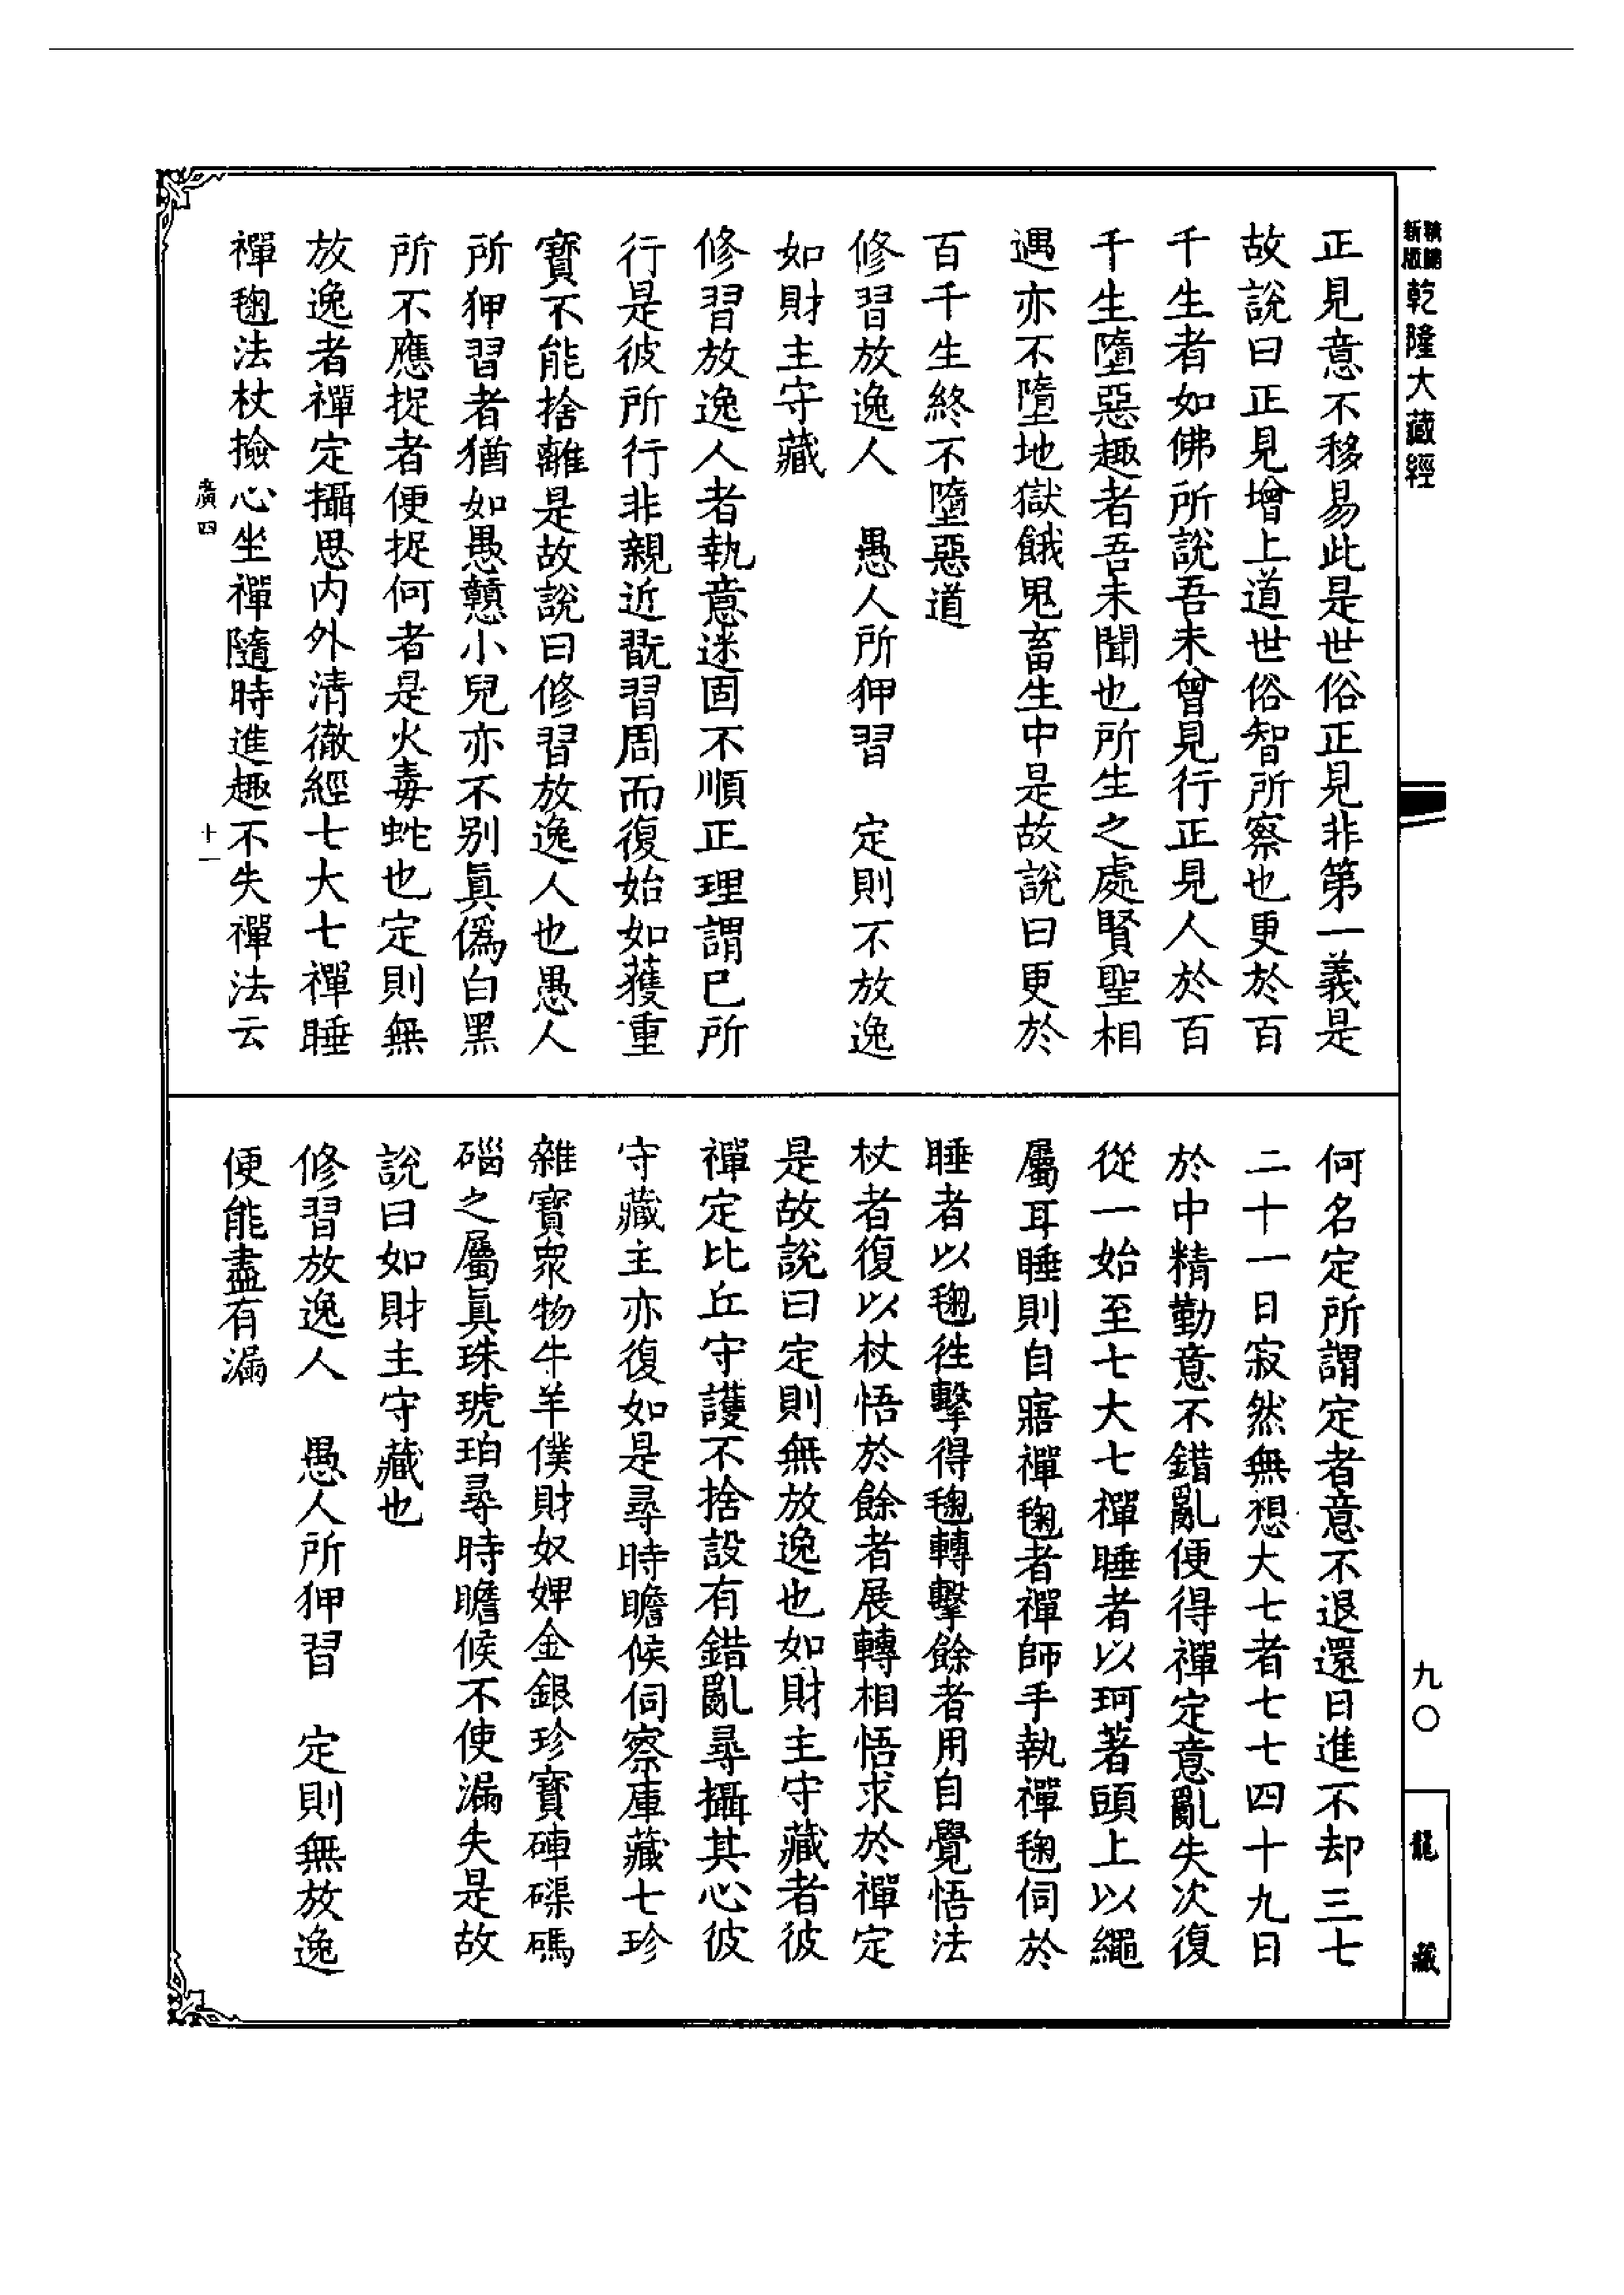 新版
精縮
乾隆大藏經
九〇
龍藏
正見意不移易此是世俗正見非第一義是
故說曰正見增上道世俗智所察也更於百
千生者如佛所說吾未曾見行正見人於百
千生墮惡趣者吾未聞也所生之處賢聖相
遇亦不墮地獄餓鬼畜生中是故說曰更於
百千生終不墮惡道
修習放逸人　愚人所狎習　定則不放逸
如財主守藏
修習放逸人者執意迷固不順正理謂已所
行是彼所行非親近翫習周而復始如獲重
寶不能捨離是故說曰修習放逸人也愚人
所狎習者猶如愚戇小兒亦不別眞僞白黑
所不應捉者便捉何者是火毒蛇也定則無
放逸者禪定攝思内外清徹經七大七禪睡
禪毱法杖撿心坐禪隨時進趣不失禪法云
廣四　十一
何名定所謂定者意不退還日進不却三七
二十一日寂然無想大七者七七四十九日
於中精勤意不錯亂便得禪定意亂失次復
從一始至七大七禪睡者以珂著頭上以繩
屬耳睡則自寤禪毱者禪師手執禪毱伺於
睡者以毱往擊得毱轉擊餘者用自覺悟法
杖者復以杖悟於餘者展轉相悟求於禪定
是故說曰定則無放逸也如財主守藏者彼
禪定比丘守護不捨設有錯亂尋攝其心彼
守藏主亦復如是尋時瞻候伺察庫藏七珍
雜寶衆物牛羊僕財奴婢金銀珍寶硨磲碼
碯之屬眞珠琥珀尋時瞻候不使漏失是故
說曰如財主守藏也
修習放逸人　愚人所狎習　定則無放逸
便能盡有漏